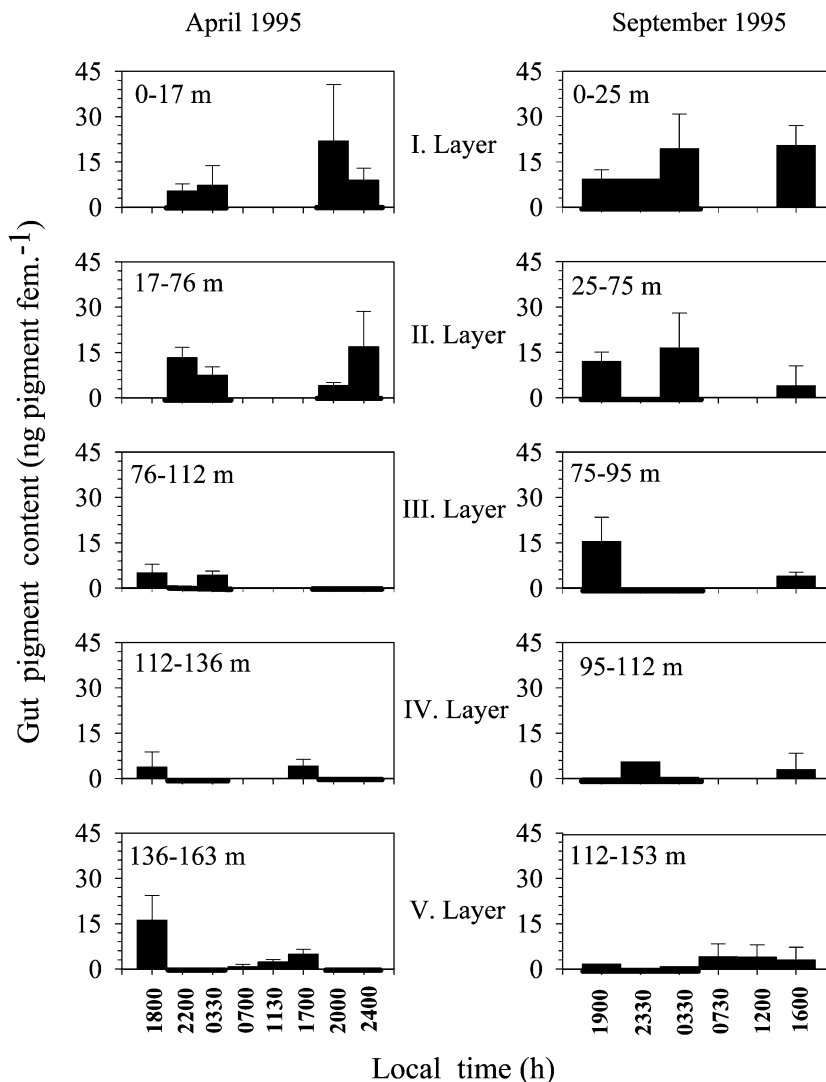 April 1995
September 1995
45
30
15
0
0-17 m
I. Layer
45
30
15
0
0-25 m
45
30
15
0
17-76 m
II. Layer
45
30
15
0
25-75 m
45
30
15
0
76-112 m
III. Layer
45
30
15
0
75-95 m
45
30
15
0
112-136 m
IV. Layer
45
30
15
0
95-112 m
45
30
15
0
136-163 m
V. Layer
45
30
15
0
112-153 m
1800
2200
0330
0700
1130
1700
2000
2400
1900
2330
0330
0730
1200
1600
Gut pigment content (ng pigment fem.-1)
Local time (h)